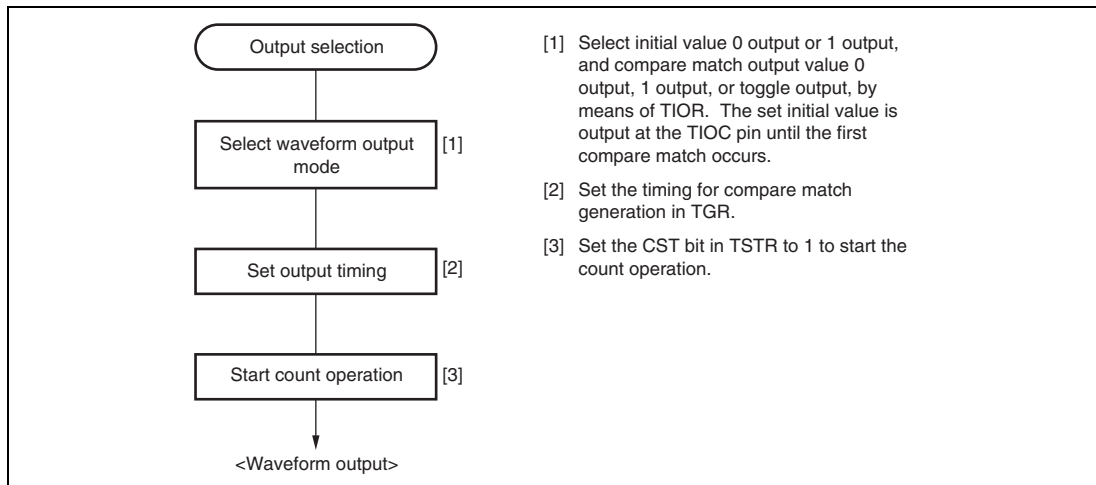 Output selection
Select waveform output
mode
[1]
Set output timing
[2]
Start count operation
[3]
<Waveform output>
[1] Select initial value 0 output or 1 output,
and compare match output value 0
output, 1 output, or toggle output, by
means of TIOR. The set initial value is
output at the TIOC pin until the first
compare match occurs.
[2] Set the timing for compare match
generation in TGR.
[3] Set the CST bit in TSTR to 1 to start the
count operation.